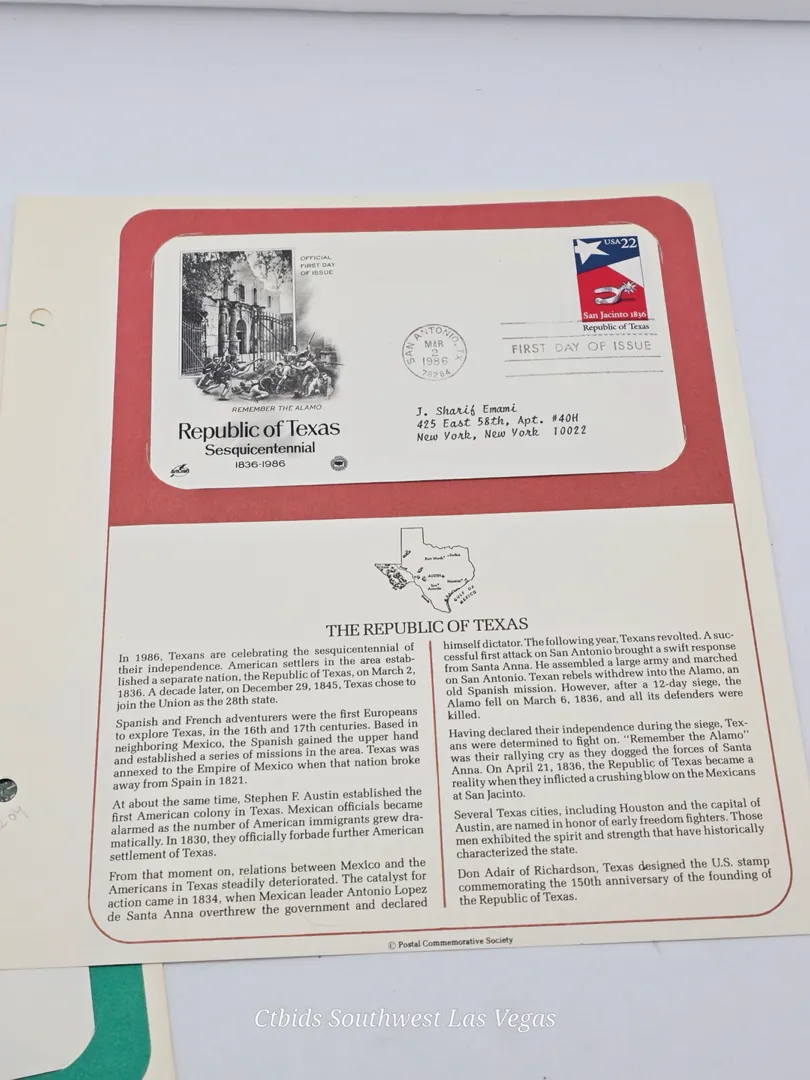 OFFICIAL
FIRST DAY
OF ISSUE
USA 22
San Jacinto 1836
Republic of Texas
SAN ANTONIO, TX
MAR
2
1986
78284
FIRST DAY OF ISSUE
REMEMBER THE ALAMO
Republic of Texas
Sesquicentennial
1836-1986
J. Sharif Emami
425 East 58th, Apt. #40H
New York, New York 10022
Fort Worth
Dallas
AUSTIN
Houston
San
Antonio
GULF OF
MEXICO
THE REPUBLIC OF TEXAS
In 1986, Texans are celebrating the sesquicentennial of
their independence. American settlers in the area estab-
lished a separate nation, the Republic of Texas, on March 2,
1836. A decade later, on December 29, 1845, Texas chose to
join the Union as the 28th state.
Spanish and French adventurers were the first Europeans
to explore Texas, in the 16th and 17th centuries. Based in
neighboring Mexico, the Spanish gained the upper hand
and established a series of missions in the area. Texas was
annexed to the Empire of Mexico when that nation broke
away from Spain in 1821.
At about the same time, Stephen F. Austin established the
first American colony in Texas. Mexican officials became
alarmed as the number of American immigrants grew dra-
matically. In 1830, they officially forbade further American
settlement of Texas.
From that moment on, relations between Mexico and the
Americans in Texas steadily deteriorated. The catalyst for
action came in 1834, when Mexican leader Antonio Lopez
de Santa Anna overthrew the government and declared
himself dictator. The following year, Texans revolted. A suc-
cessful first attack on San Antonio brought a swift response
from Santa Anna. He assembled a large army and marched
on San Antonio. Texan rebels withdrew into the Alamo, an
old Spanish mission. However, after a 12-day siege, the
Alamo fell on March 6, 1836, and all its defenders were
killed.
Having declared their independence during the siege, Tex-
ans were determined to fight on. "Remember the Alamo"
was their rallying cry as they dogged the forces of Santa
Anna. On April 21, 1836, the Republic of Texas became a
reality when they inflicted a crushing blow on the Mexicans
at San Jacinto.
Several Texas cities, including Houston and the capital of
Austin, are named in honor of early freedom fighters. Those
men exhibited the spirit and strength that have historically
characterized the state.
Don Adair of Richardson, Texas designed the U.S. stamp
commemorating the 150th anniversary of the founding of
the Republic of Texas.
© Postal Commemorative Society
Ctbids Southwest Las Vegas